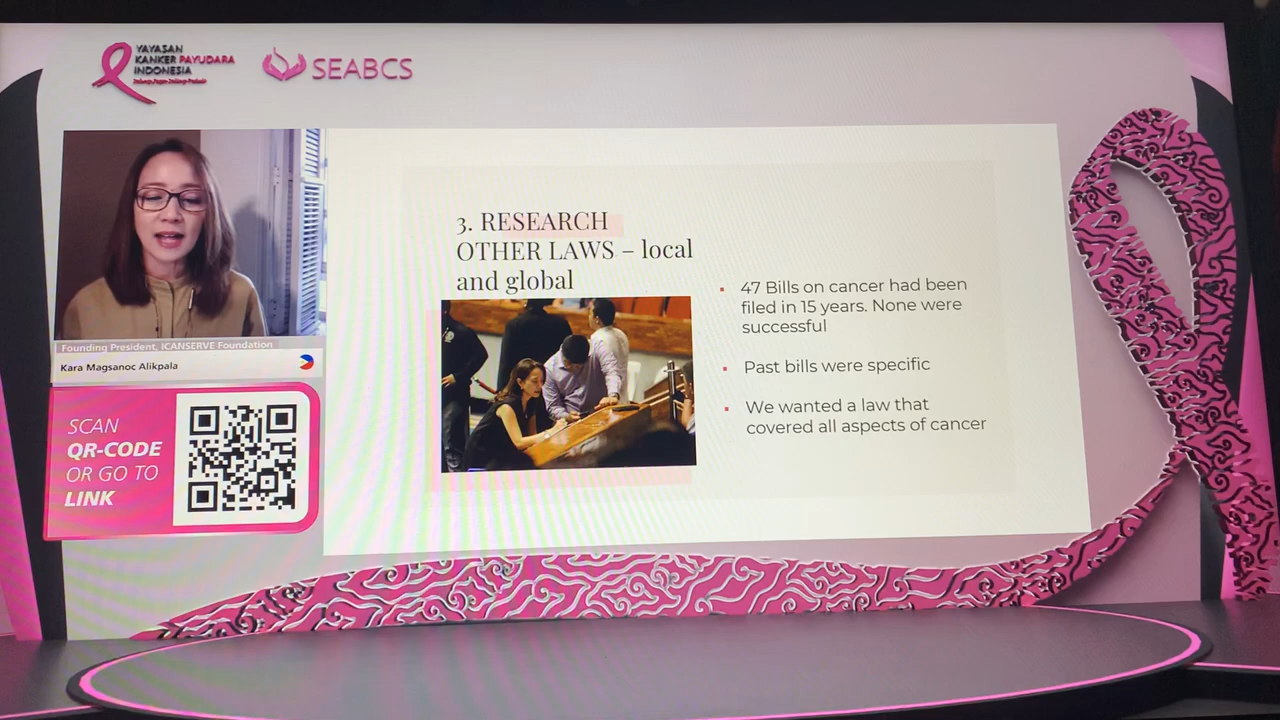 YAYASAN
KANKER PAYUDARA
INDONESIA
SEABCS
Founding President, ICANSERVE Foundation
Kara Magsanoc Alikpala
SCAN
QR-CODE
OR GO TO
LINK
3. RESEARCH
OTHER LAWS – local
and global
▪ 47 Bills on cancer had been
filed in 15 years. None were
successful
▪ Past bills were specific
▪ We wanted a law that
covered all aspects of cancer